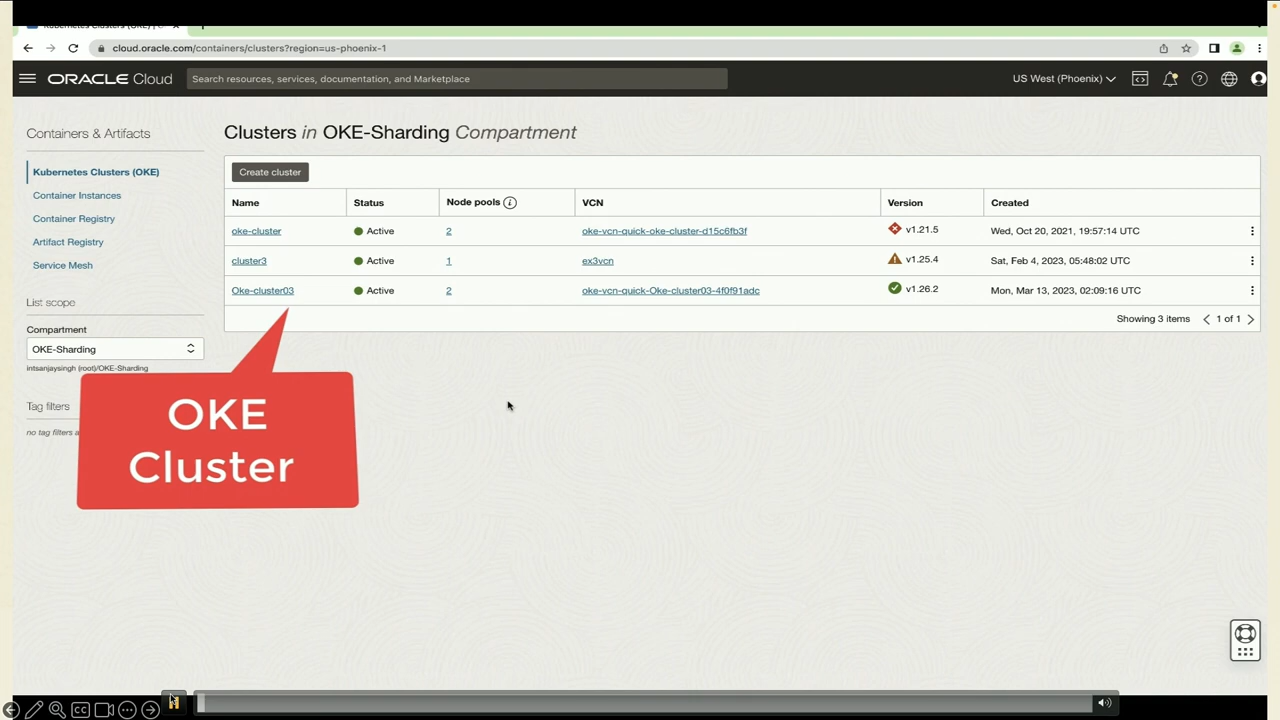 Kubernetes Clusters (OKE) | O
cloud.oracle.com/containers/clusters?region=us-phoenix-1
ORACLE Cloud
Search resources, services, documentation, and Marketplace
US West (Phoenix)
Containers & Artifacts
Kubernetes Clusters (OKE)
Container Instances
Container Registry
Artifact Registry
Service Mesh
List scope
Compartment
OKE-Sharding
intsanjaysingh (root)/OKE-Sharding
Tag filters
no tag filters a
Clusters in OKE-Sharding Compartment
Create cluster
Name Status Node pools i VCN Version Created
oke-cluster Active 2 oke-vcn-quick-oke-cluster-d15c6fb3f v1.21.5 Wed, Oct 20, 2021, 19:57:14 UTC
cluster3 Active 1 ex3vcn v1.25.4 Sat, Feb 4, 2023, 05:48:02 UTC
Oke-cluster03 Active 2 oke-vcn-quick-Oke-cluster03-4f0f91adc v1.26.2 Mon, Mar 13, 2023, 02:09:16 UTC
Showing 3 items < 1 of 1 >
OKE
Cluster
CC